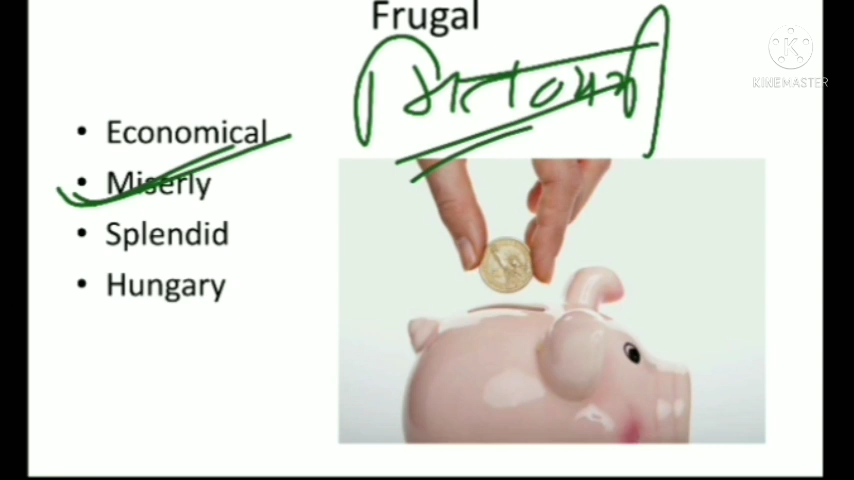 Frugal
K
KINEMASTER
• Economical
• Miserly
• Splendid
• Hungary